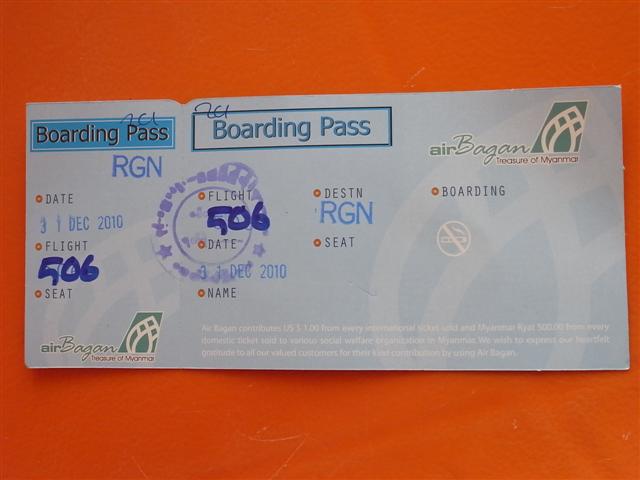 Boarding Pass
RGN
DATE
31 DEC 2010
FLIGHT
506
SEAT
airBagan
Treasure of Myanmar
Boarding Pass
airBagan
Treasure of Myanmar
FLIGHT
506
DESTN
RGN
BOARDING
DATE
31 DEC 2010
SEAT
NAME
Air Bagan contributes US $ 1.00 from every international ticket sold and Myanmar Kyat 500.00 from every
domestic ticket sold to various social welfare organization in Myanmar. We wish to express our heartfelt
gratitude to all our valued customers for their kind contribution by using Air Bagan.